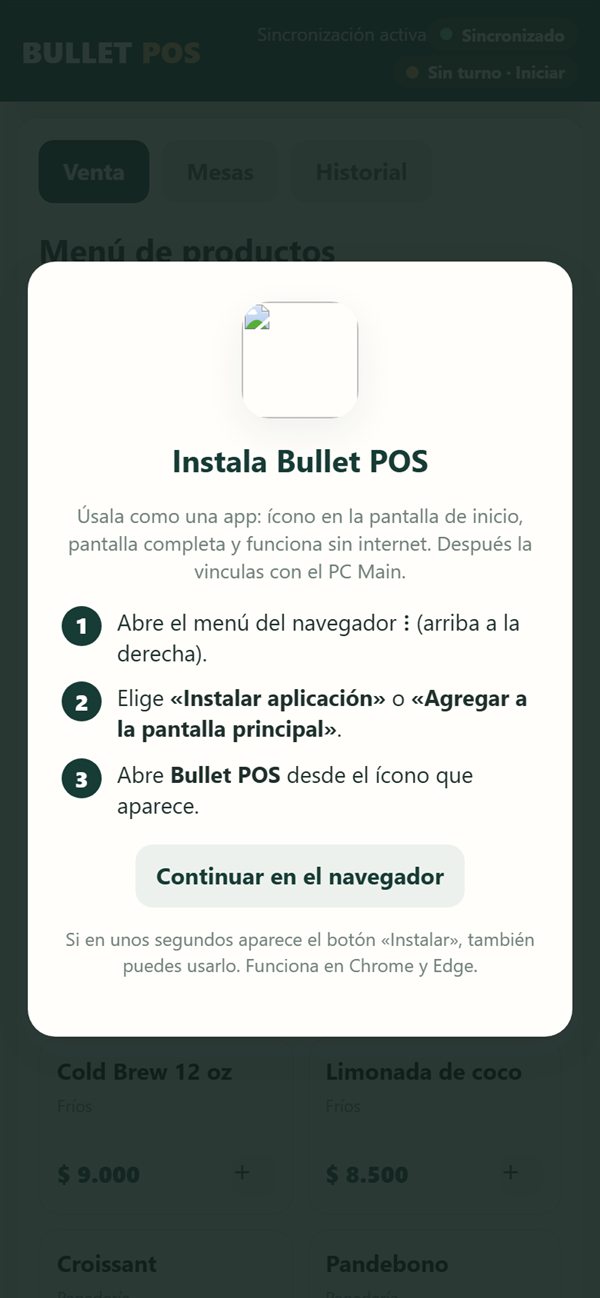 BULLET POS
Sincronización activa
Sincronizado
Sin turno · Iniciar
Venta
Mesas
Historial
Menú de productos
Instala Bullet POS
Úsala como una app: ícono en la pantalla de inicio,
pantalla completa y funciona sin internet. Después la
vinculas con el PC Main.
1 Abre el menú del navegador ⋮ (arriba a la
derecha).
2 Elige «Instalar aplicación» o «Agregar a
la pantalla principal».
3 Abre Bullet POS desde el ícono que
aparece.
Continuar en el navegador
Si en unos segundos aparece el botón «Instalar», también
puedes usarlo. Funciona en Chrome y Edge.
Cold Brew 12 oz
Fríos
$ 9.000 +
Limonada de coco
Fríos
$ 8.500 +
Croissant
Panadería
Pandebono
Panadería